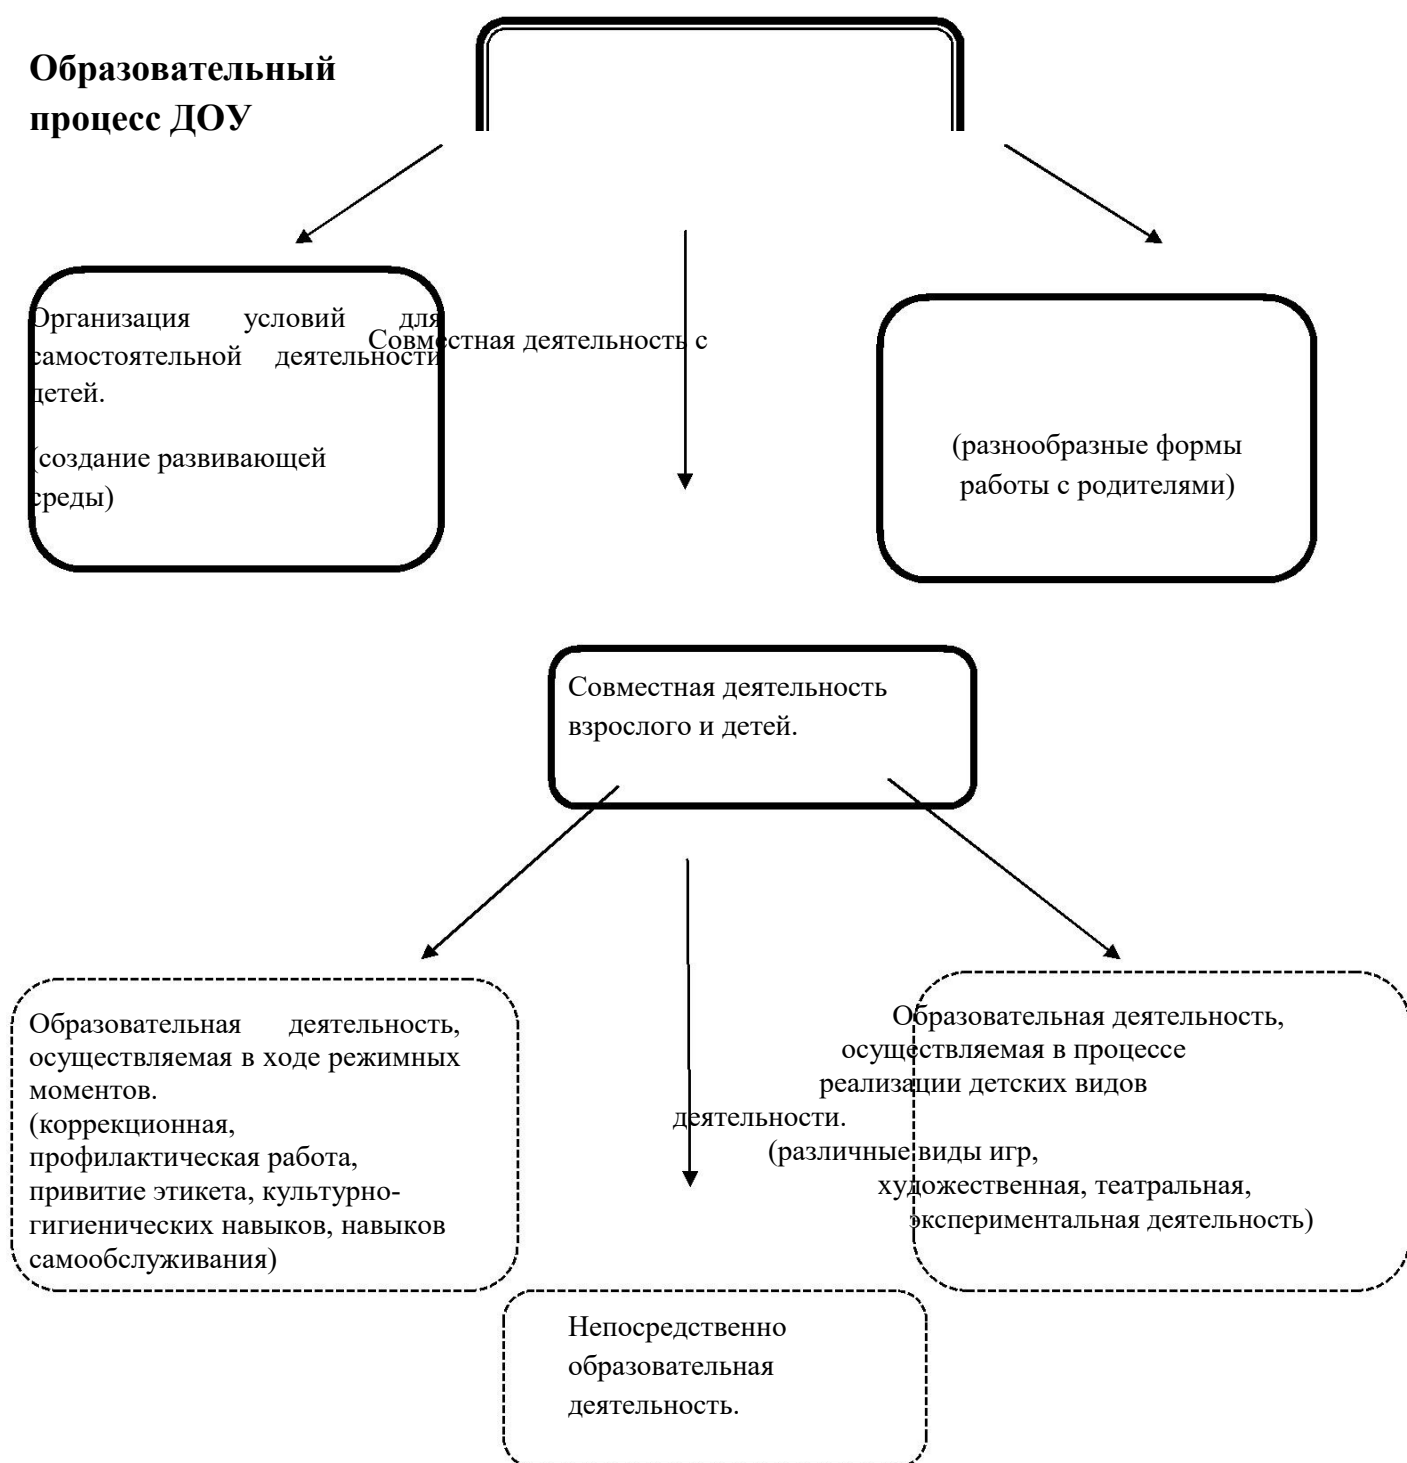 Образовательный
процесс ДОУ
Организация условий для
самостоятельной деятельности
детей.
(создание развивающей
среды)
Совместная деятельность с
(разнообразные формы
работы с родителями)
Совместная деятельность
взрослого и детей.
Образовательная деятельность,
осуществляемая в ходе режимных
моментов.
(коррекционная,
профилактическая работа,
привитие этикета, культурно-
гигиенических навыков, навыков
самообслуживания)
Образовательная деятельность,
осуществляемая в процессе
реализации детских видов
деятельности.
(различные виды игр,
художественная, театральная,
экспериментальная деятельность)
Непосредственно
образовательная
деятельность.